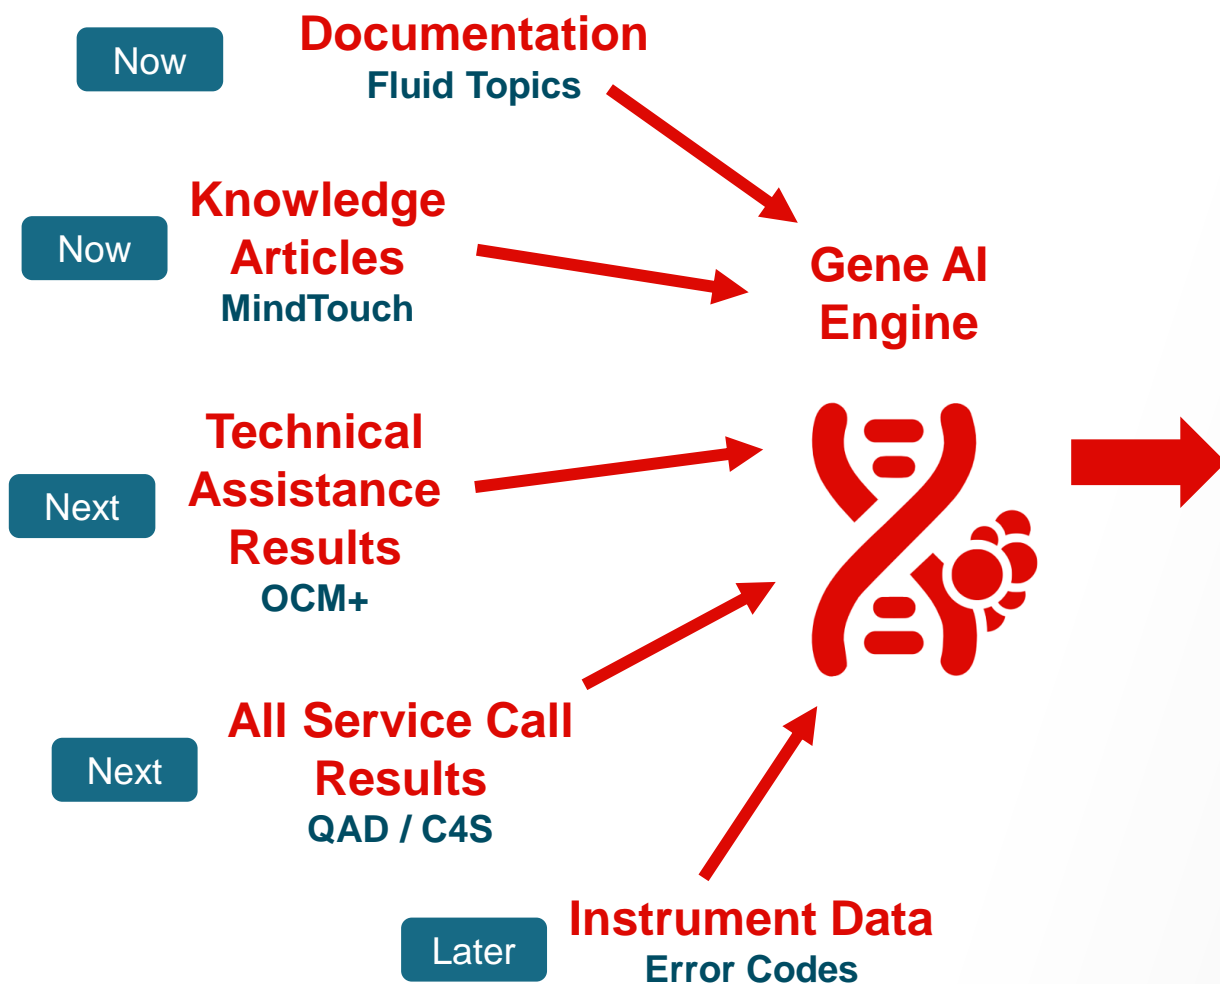 Now
Documentation
Fluid Topics
Now
Knowledge
Articles
MindTouch
Gene AI
Engine
Next
Technical
Assistance
Results
OCM+
Next
All Service Call
Results
QAD / C4S
Later
Instrument Data
Error Codes